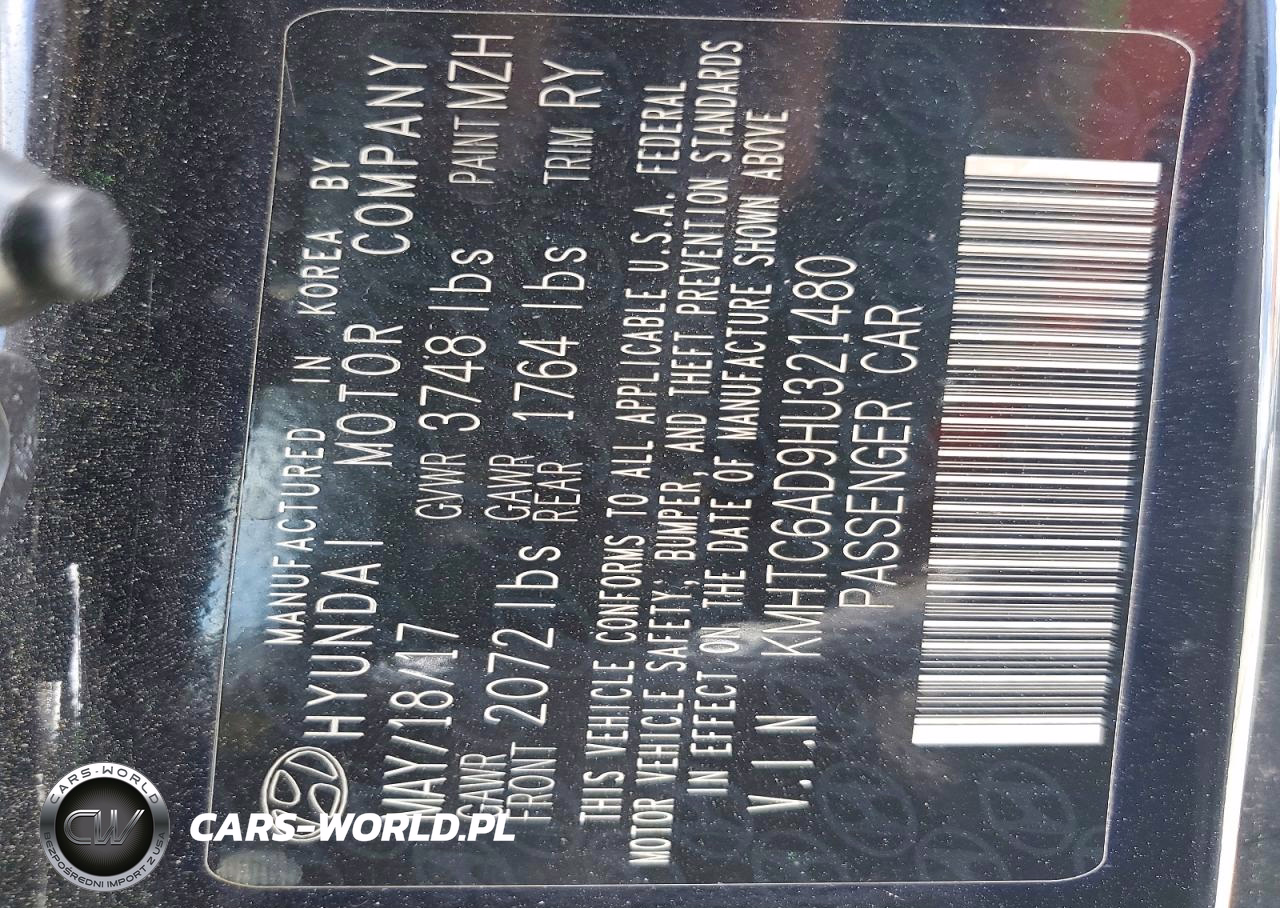 MANUFACTURED IN KOREA BY
HYUNDAI MOTOR COMPANY
MAY/18/17 GVWR 3748 lbs PAINT MZH
GAWR FRONT 2072 lbs GAWR REAR 1764 lbs TRIM RY
THIS VEHICLE CONFORMS TO ALL APPLICABLE U.S.A. FEDERAL
MOTOR VEHICLE SAFETY, BUMPER, AND THEFT PREVENTION STANDARDS
IN EFFECT ON THE DATE OF MANUFACTURE SHOWN ABOVE
V.I.N KMHTC6AD9HU321480
PASSENGER CAR
CARS-WORLD
CW
BEZPOŚREDNI IMPORT Z USA
CARS-WORLD.PL